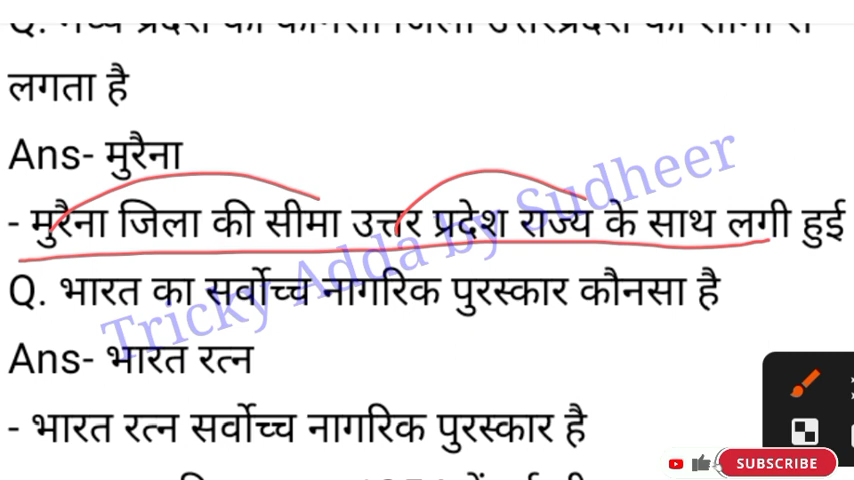 लगता है
Ans- मुरैना
- मुरैना जिला की सीमा उत्तर प्रदेश राज्य के साथ लगी हुई
Q. भारत का सर्वोच्च नागरिक पुरस्कार कौनसा है
Ans- भारत रत्न
- भारत रत्न सर्वोच्च नागरिक पुरस्कार है
Tricky Adda by Sudheer
SUBSCRIBE